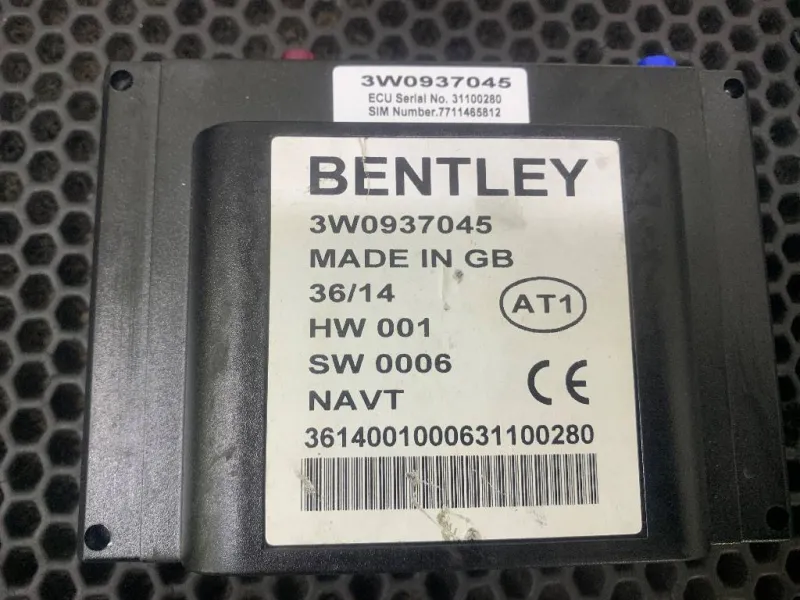 3W0937045
ECU Serial No. 31100280
SIM Number.7711465812
BENTLEY
3W0937045
MADE IN GB
36/14
AT1
HW 001
SW 0006
CE
NAVT
3614001000631100280